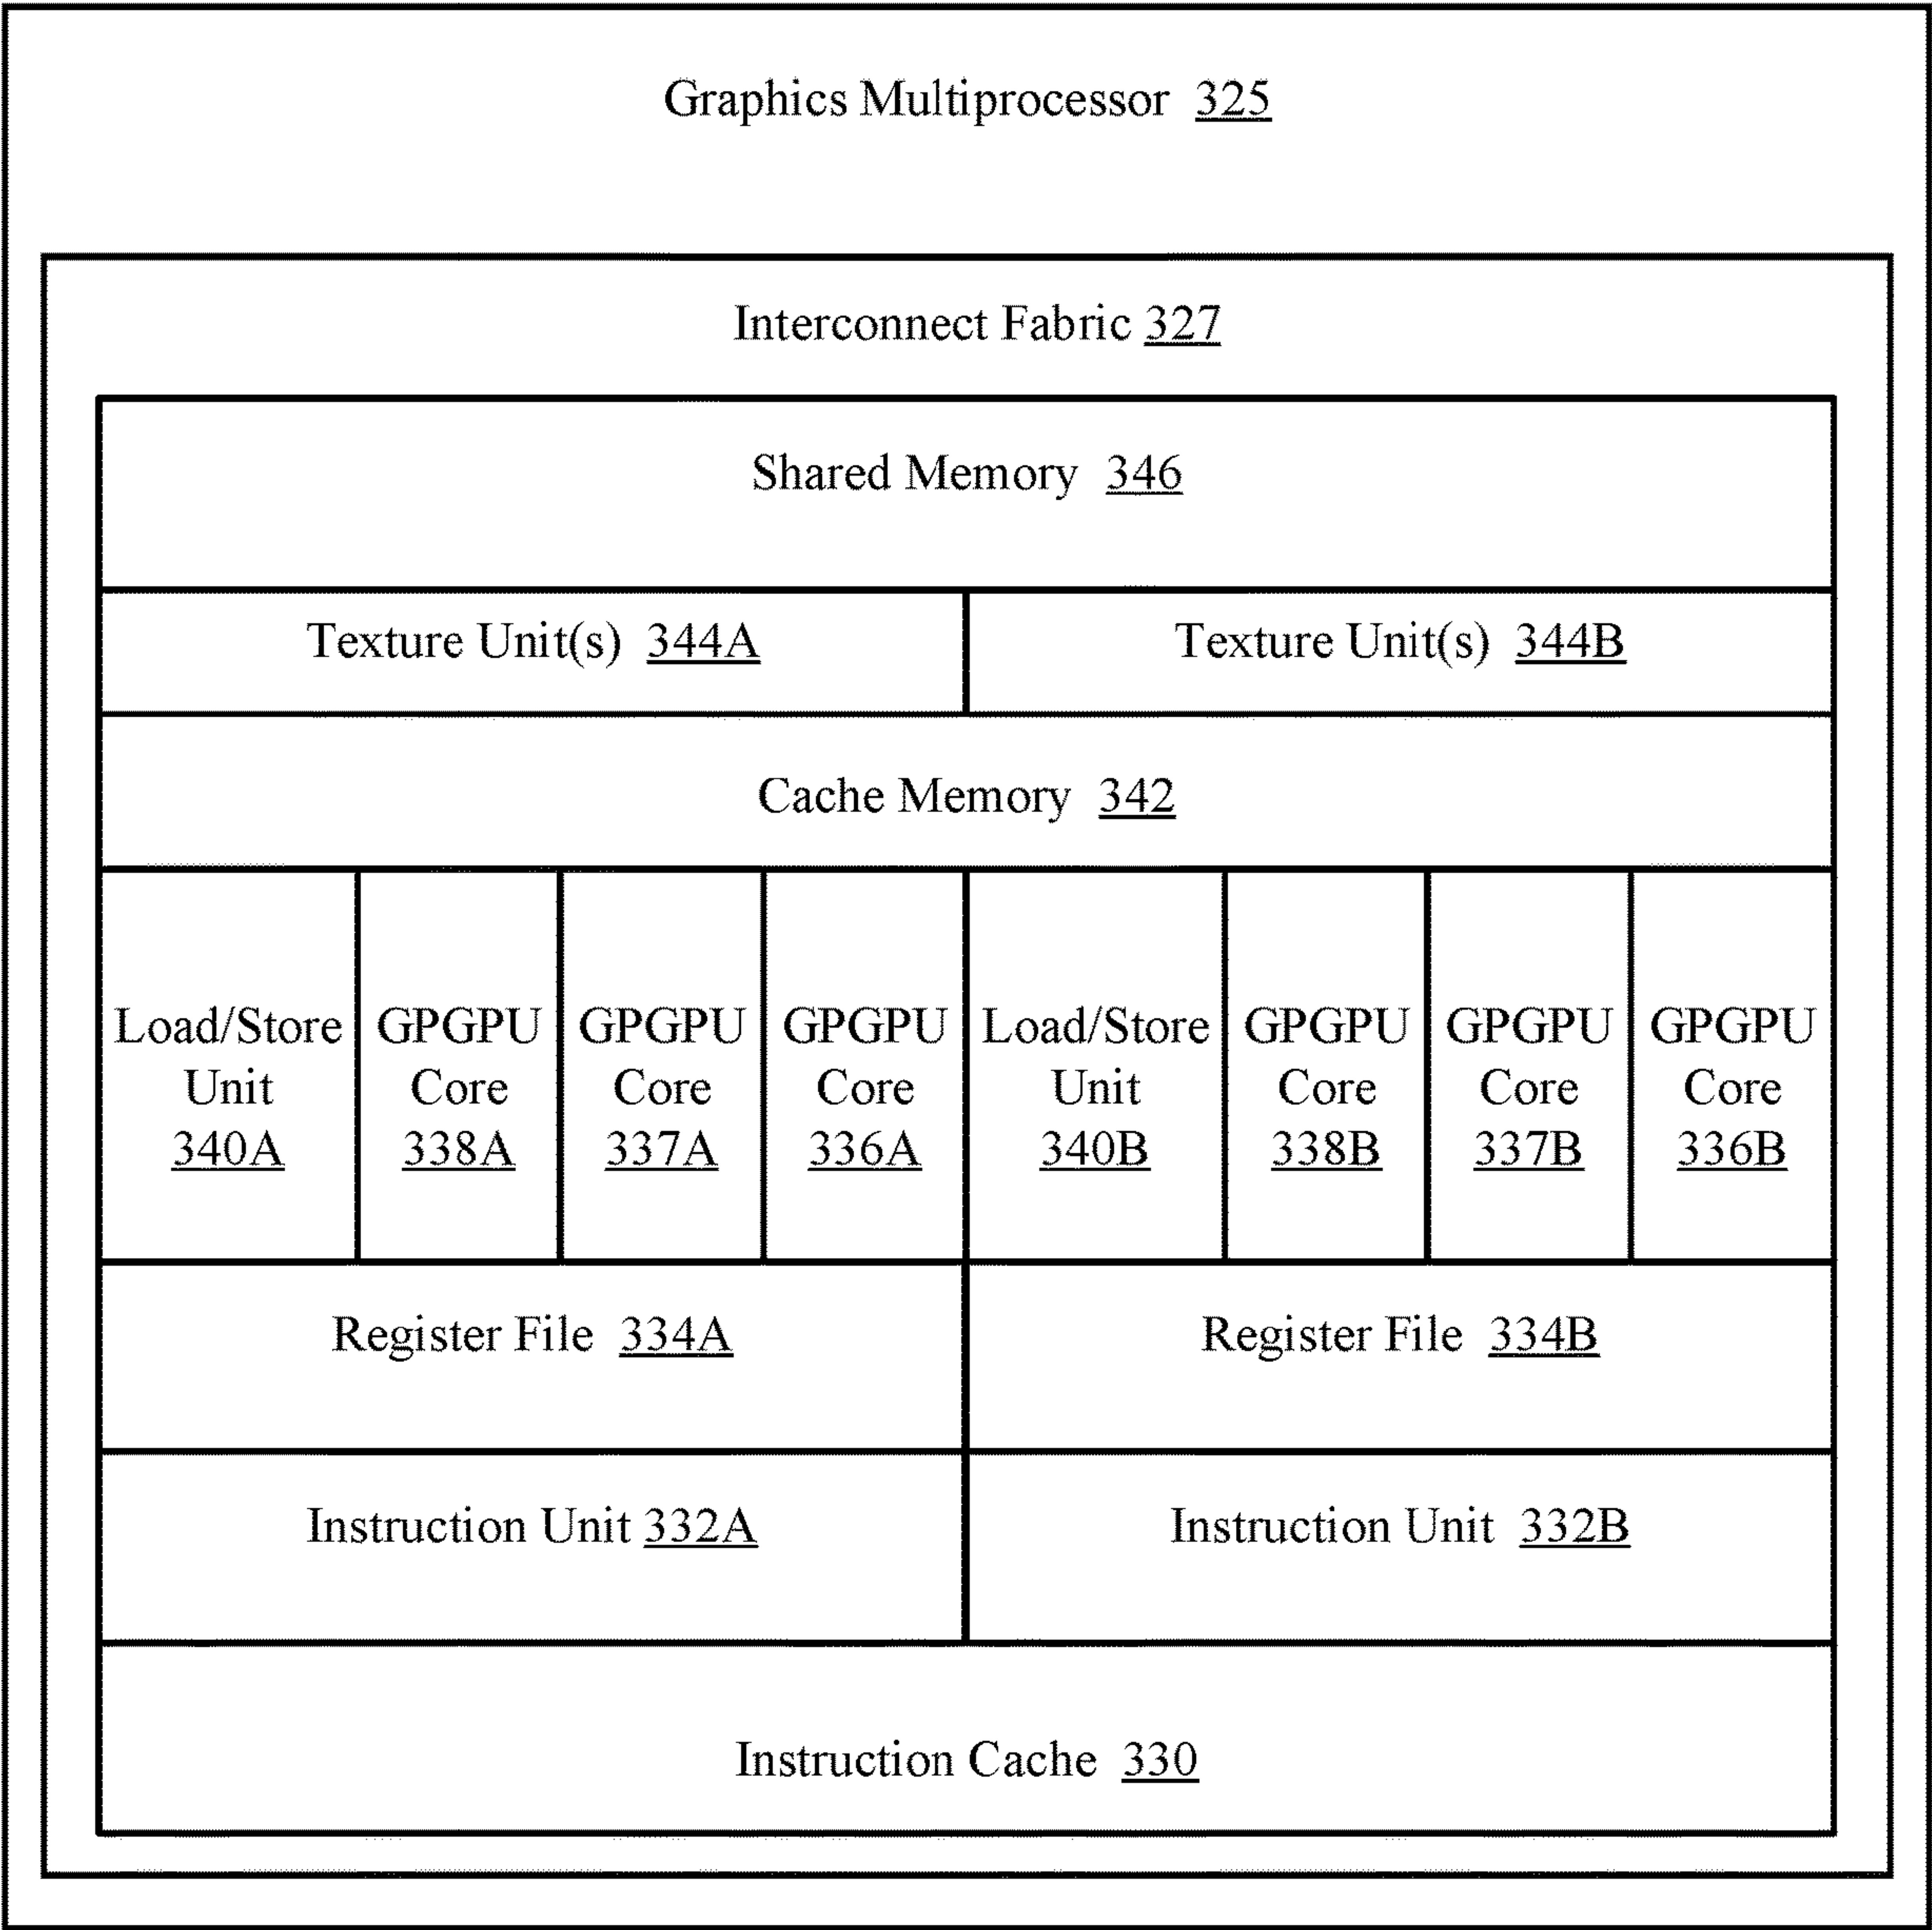 Graphics Multiprocessor 325
Interconnect Fabric 327
Shared Memory 346
Texture Unit(s) 344A
Texture Unit(s) 344B
Cache Memory 342
Load/Store
Unit
340A
GPGPU
Core
338A
GPGPU
Core
337A
GPGPU
Core
336A
Load/Store
Unit
340B
GPGPU
Core
338B
GPGPU
Core
337B
GPGPU
Core
336B
Register File 334A
Register File 334B
Instruction Unit 332A
Instruction Unit 332B
Instruction Cache 330